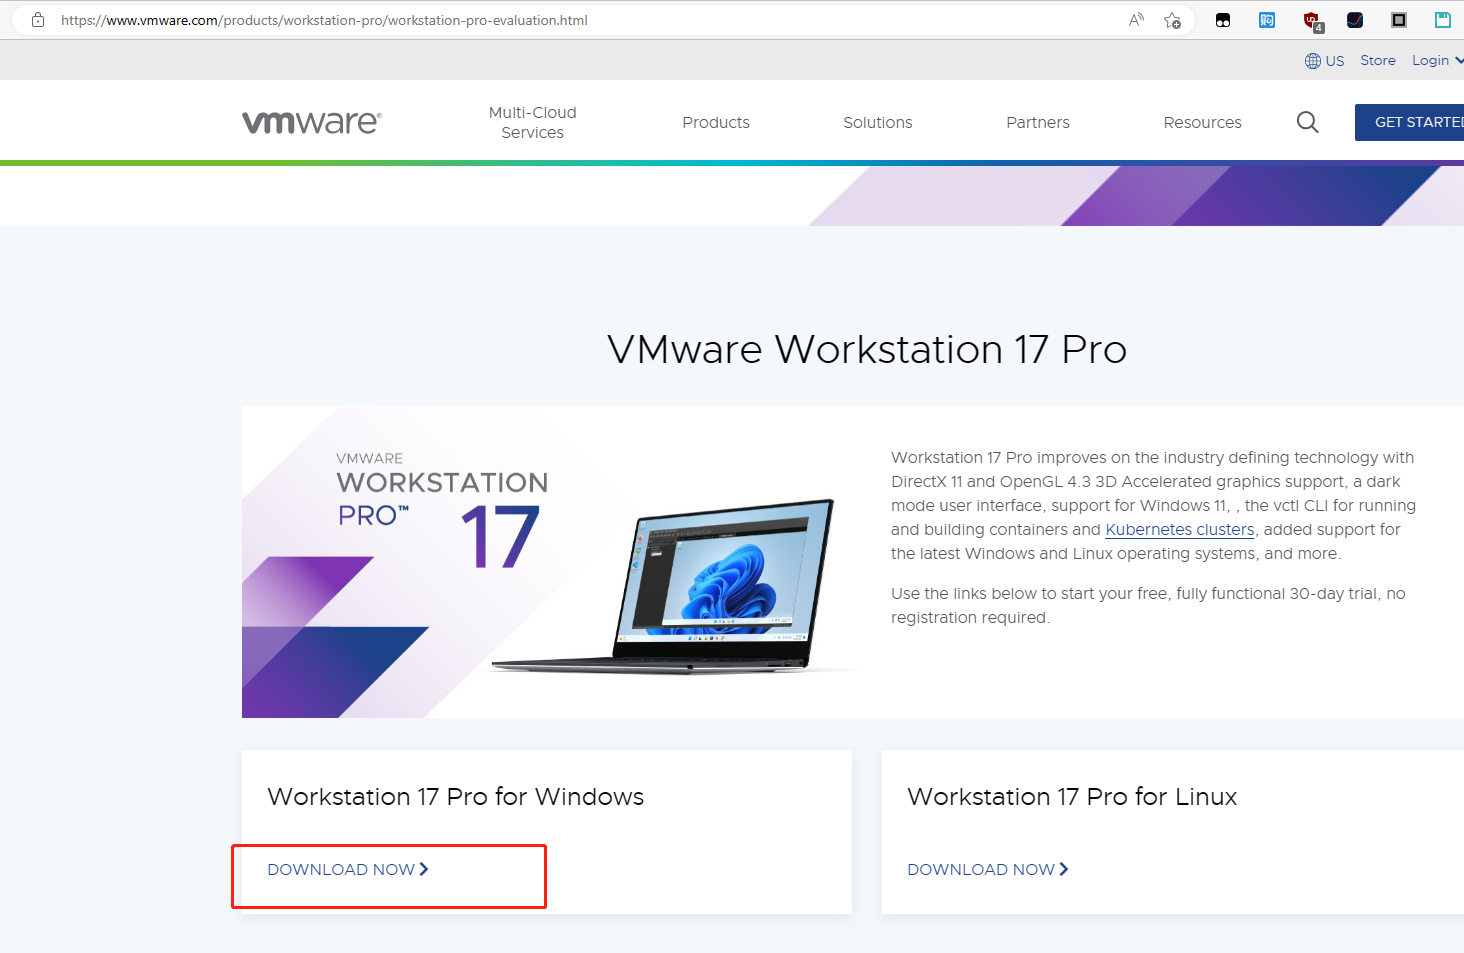 https://www.vmware.com/products/workstation-pro/workstation-pro-evaluation.html
A
购
4
US
Store
Login
vmware®
Multi-Cloud
Services
Products
Solutions
Partners
Resources
GET STARTED
VMware Workstation 17 Pro
VMWARE
WORKSTATION
PRO™ 17
Workstation 17 Pro improves on the industry defining technology with
DirectX 11 and OpenGL 4.3 3D Accelerated graphics support, a dark
mode user interface, support for Windows 11, , the vctl CLI for running
and building containers and Kubernetes clusters, added support for
the latest Windows and Linux operating systems, and more.
Use the links below to start your free, fully functional 30-day trial, no
registration required.
Workstation 17 Pro for Windows
DOWNLOAD NOW
Workstation 17 Pro for Linux
DOWNLOAD NOW